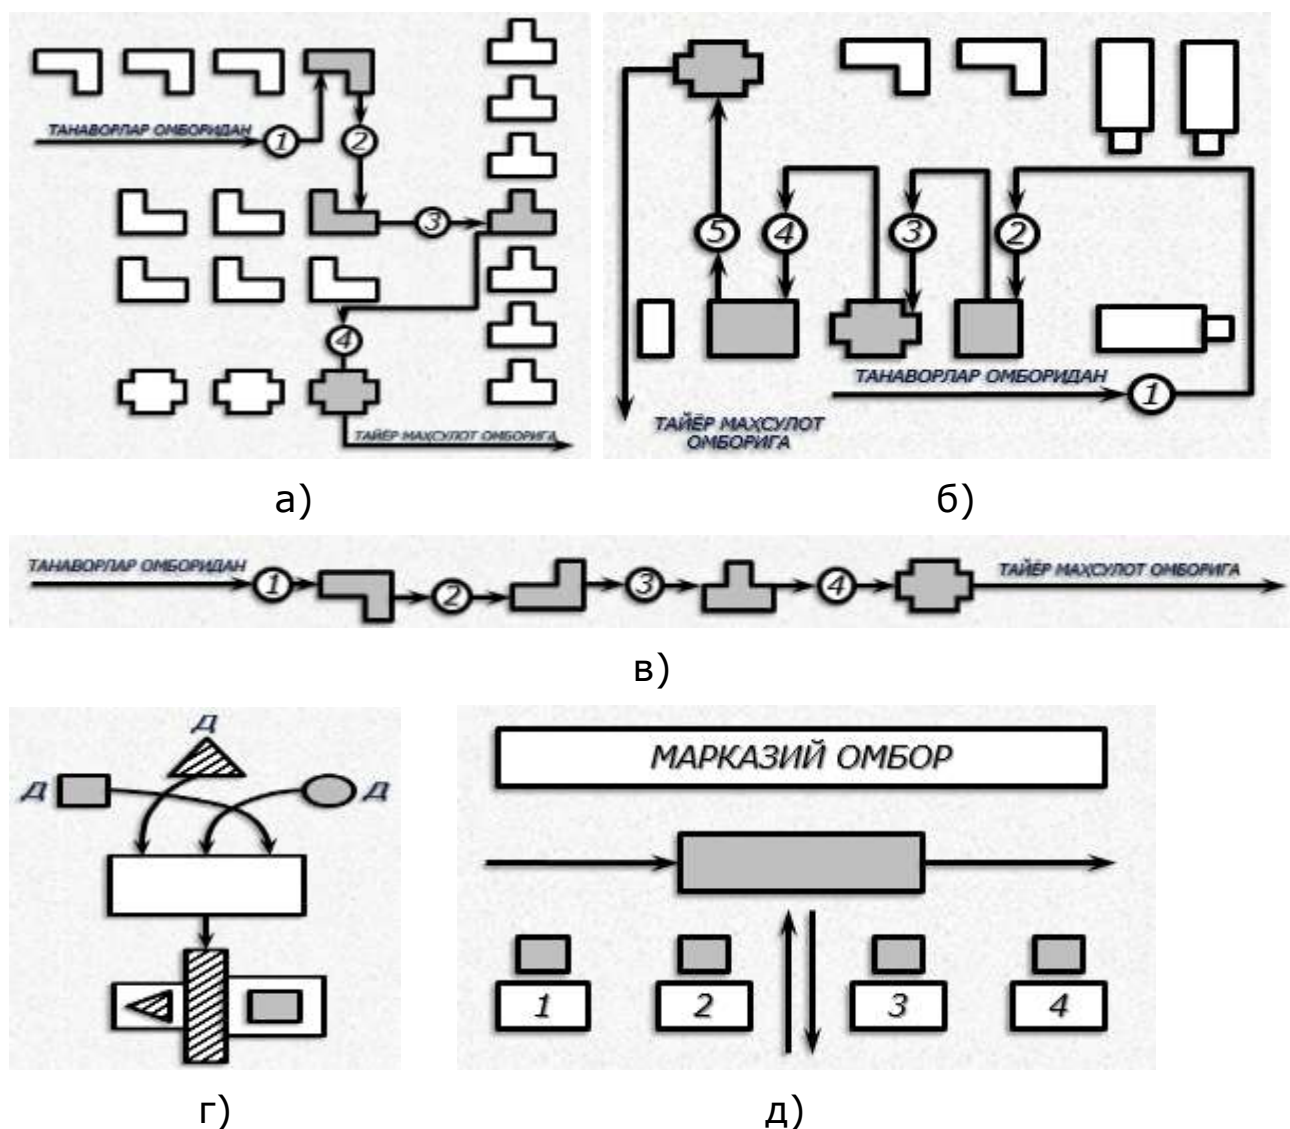 ТАНАВОРЛАР ОМБОРИДАН
1
2
3
4
ТАЙЁР МАҲСУЛОТ ОМБОРИГА
а)
5
4
3
2
ТАНАВОРЛАР ОМБОРИДАН
1
ТАЙЁР МАҲСУЛОТ
ОМБОРИГА
б)
ТАНАВОРЛАР ОМБОРИДАН 1 2 3 4 ТАЙЁР МАҲСУЛОТ ОМБОРИГА
в)
Д
Д Д
г)
МАРКАЗИЙ ОМБОР
1 2 3 4
д)